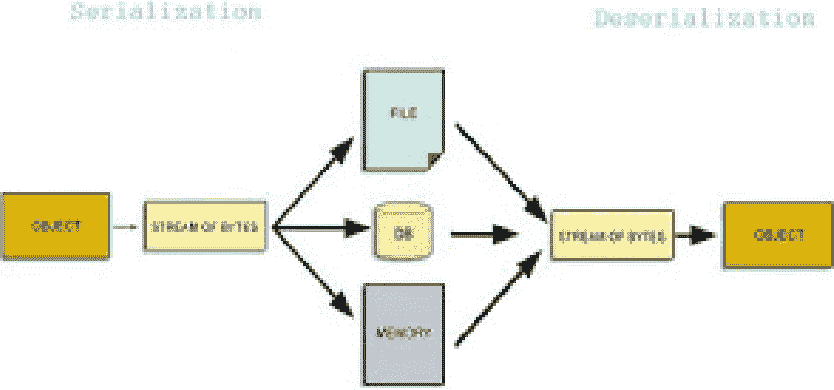 Serialization
Deserialization
FILE
OBJECT
STREAM OF BYTES
DB
STREAM OF BYTES
OBJECT
MEMORY